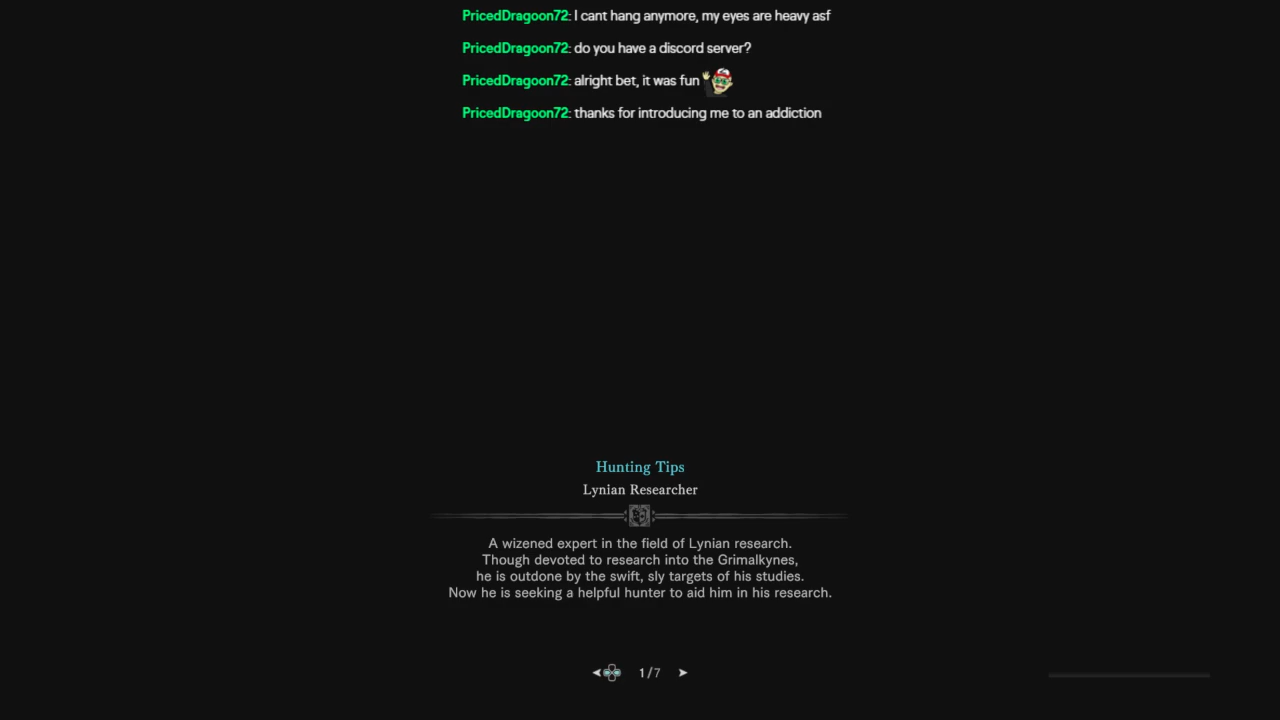 PricedDragoon72: I cant hang anymore, my eyes are heavy asf
PricedDragoon72: do you have a discord server?
PricedDragoon72: alright bet, it was fun
PricedDragoon72: thanks for introducing me to an addiction
Hunting Tips
Lynian Researcher
A wizened expert in the field of Lynian research.
Though devoted to research into the Grimalkynes,
he is outdone by the swift, sly targets of his studies.
Now he is seeking a helpful hunter to aid him in his research.
1/7